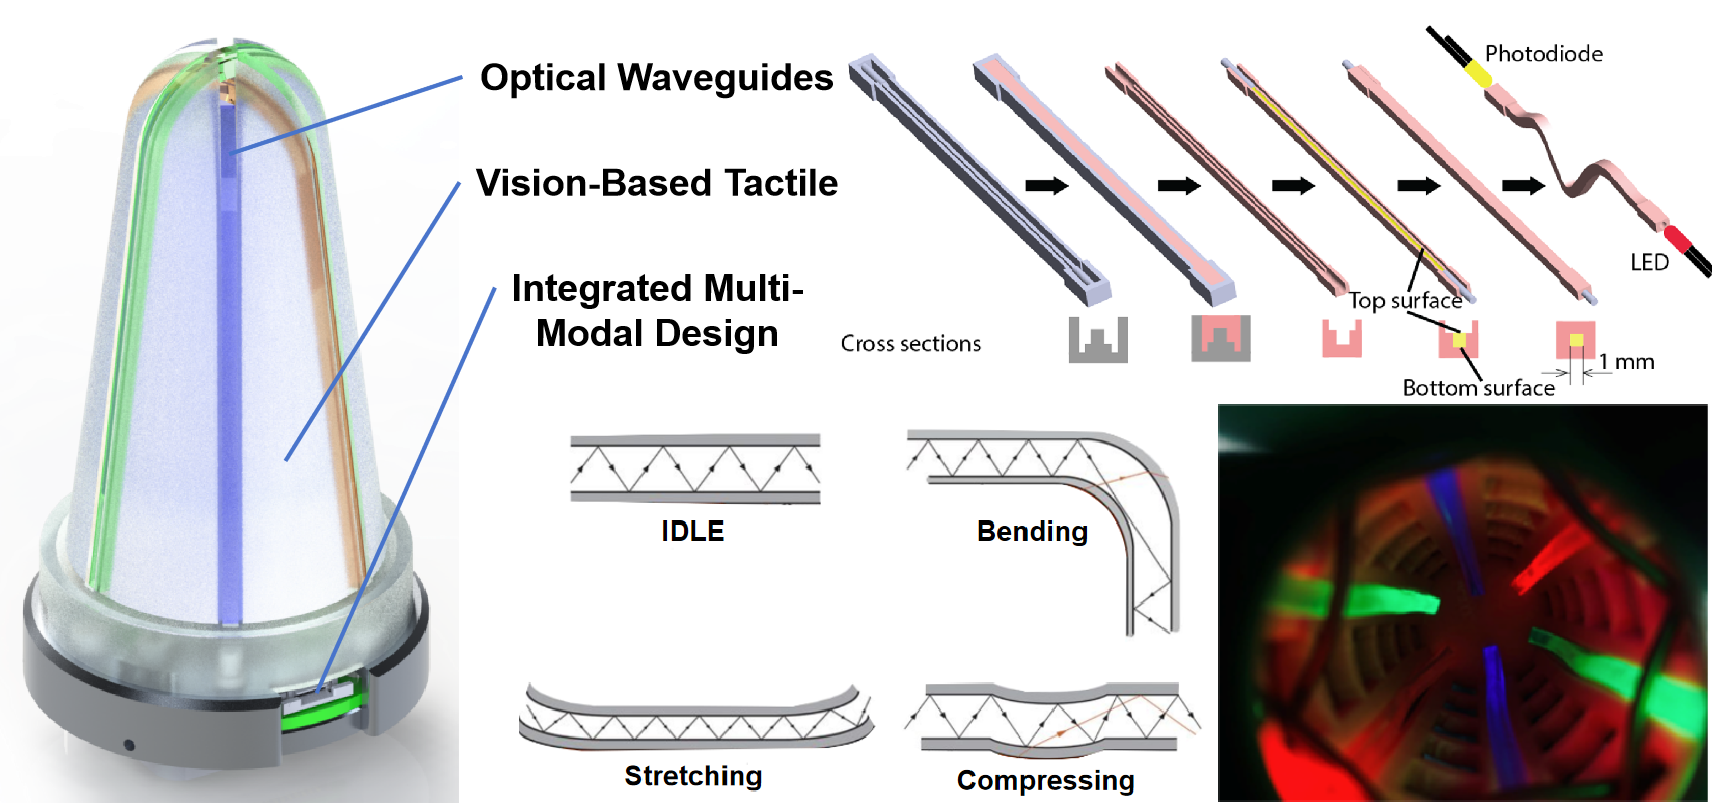 Optical Waveguides
Vision-Based Tactile
Integrated Multi-
Modal Design
Photodiode
LED
Top surface
Cross sections
1 mm
Bottom surface
IDLE
Bending
Stretching
Compressing